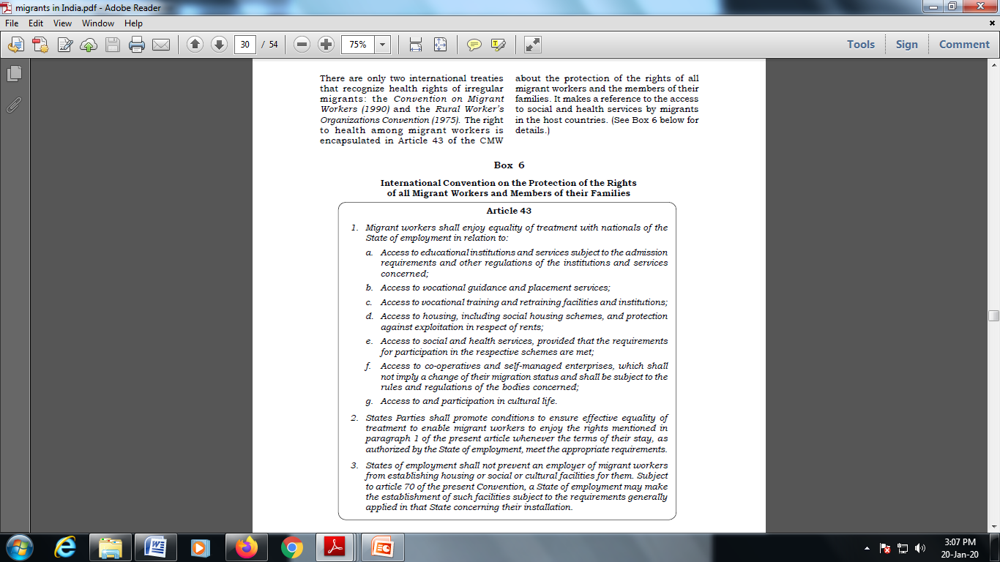 migrants in India.pdf - Adobe Reader
File Edit View Window Help
30 / 54 75% Tools Sign Comment
There are only two international treaties
that recognize health rights of irregular
migrants: the Convention on Migrant
Workers (1990) and the Rural Worker's
Organizations Convention (1975). The right
to health among migrant workers is
encapsulated in Article 43 of the CMW
about the protection of the rights of all
migrant workers and the members of their
families. It makes a reference to the access
to social and health services by migrants
in the host countries. (See Box 6 below for
details.)
Box 6
International Convention on the Protection of the Rights
of all Migrant Workers and Members of their Families
Article 43
1. Migrant workers shall enjoy equality of treatment with nationals of the
State of employment in relation to:
a. Access to educational institutions and services subject to the admission
requirements and other regulations of the institutions and services
concerned;
b. Access to vocational guidance and placement services;
c. Access to vocational training and retraining facilities and institutions;
d. Access to housing, including social housing schemes, and protection
against exploitation in respect of rents;
e. Access to social and health services, provided that the requirements
for participation in the respective schemes are met;
f. Access to co-operatives and self-managed enterprises, which shall
not imply a change of their migration status and shall be subject to the
rules and regulations of the bodies concerned;
g. Access to and participation in cultural life.
2. States Parties shall promote conditions to ensure effective equality of
treatment to enable migrant workers to enjoy the rights mentioned in
paragraph 1 of the present article whenever the terms of their stay, as
authorized by the State of employment, meet the appropriate requirements.
3. States of employment shall not prevent an employer of migrant workers
from establishing housing or social or cultural facilities for them. Subject
to article 70 of the present Convention, a State of employment may make
the establishment of such facilities subject to the requirements generally
applied in that State concerning their installation.
3:07 PM
20-Jan-20